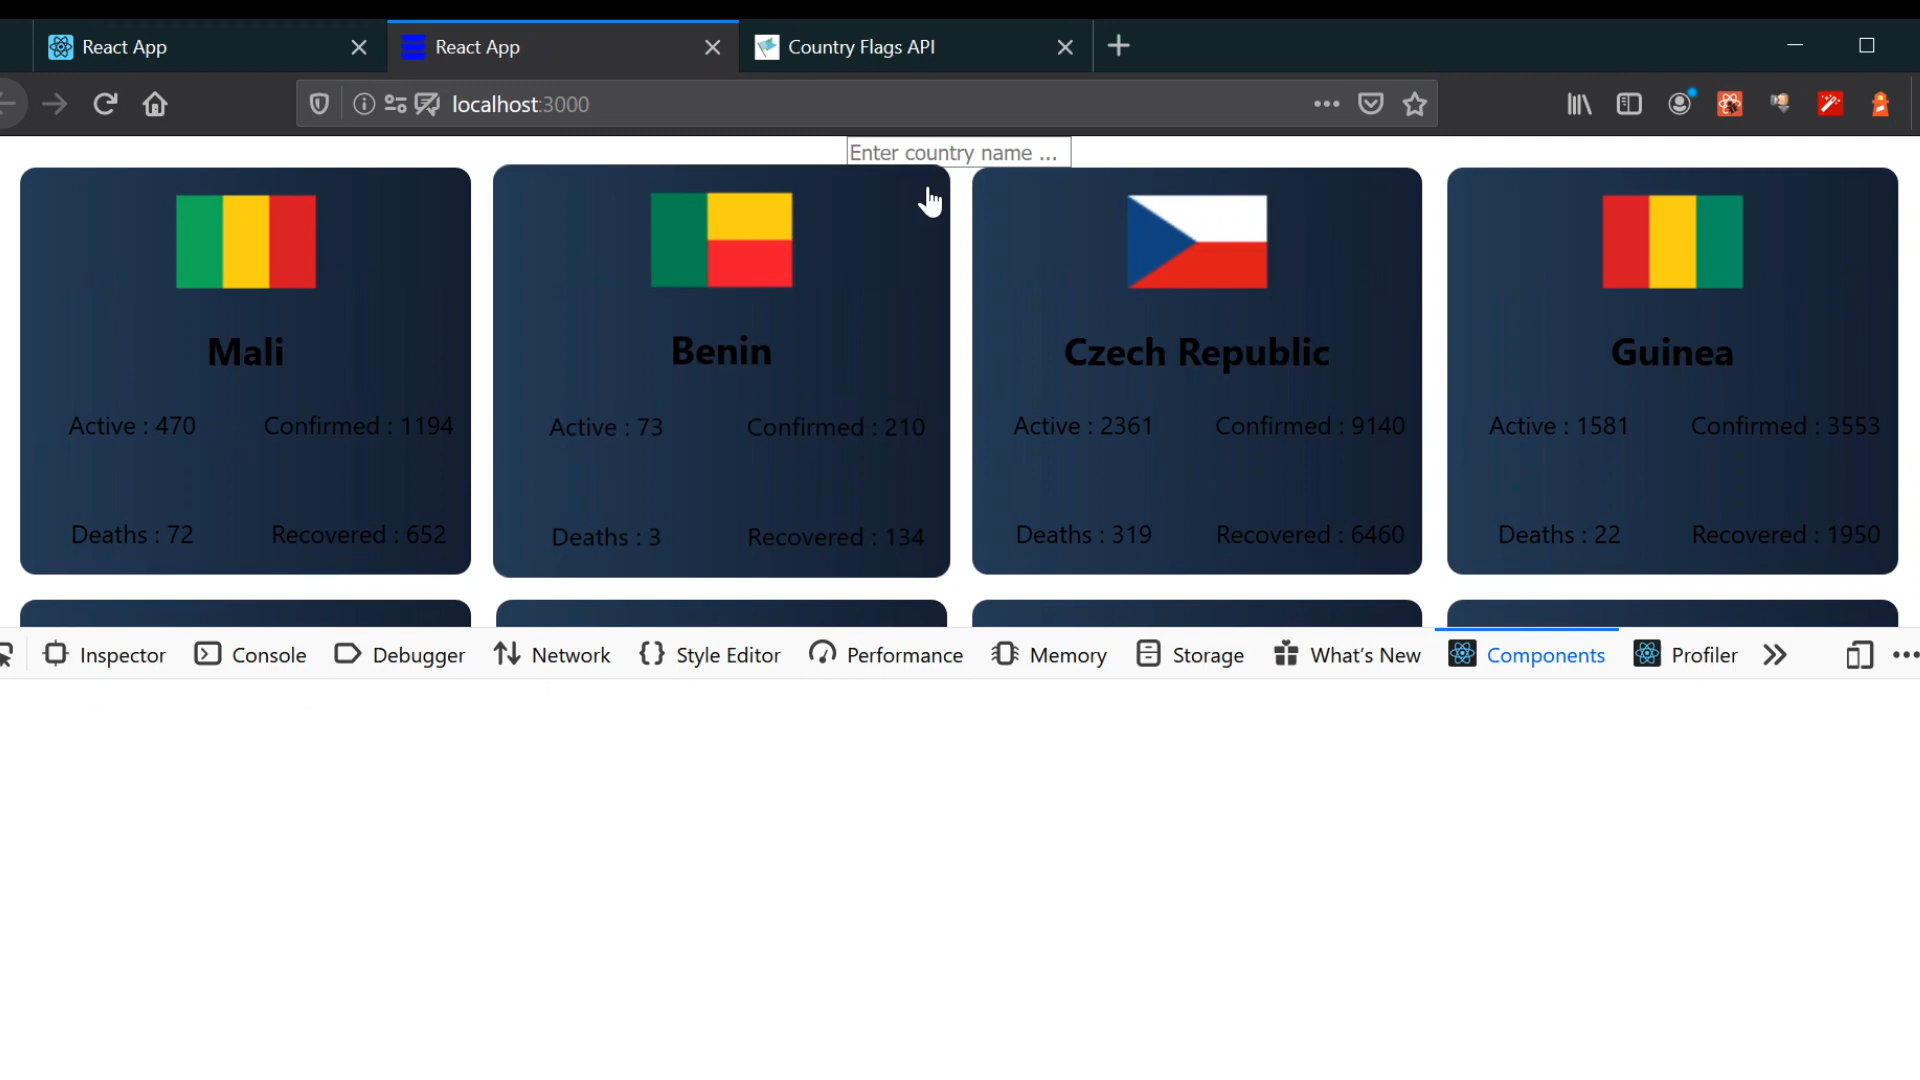 React App
React App
Country Flags API
localhost:3000
Enter country name ...
Mali
Benin
Czech Republic
Guinea
Active : 470
Confirmed : 1194
Active : 73
Confirmed : 210
Active : 2361
Confirmed : 9140
Active : 1581
Confirmed : 3553
Deaths : 72
Recovered : 652
Deaths : 3
Recovered : 134
Deaths : 319
Recovered : 6460
Deaths : 22
Recovered : 1950
Inspector
Console
Debugger
Network
Style Editor
Performance
Memory
Storage
What's New
Components
Profiler